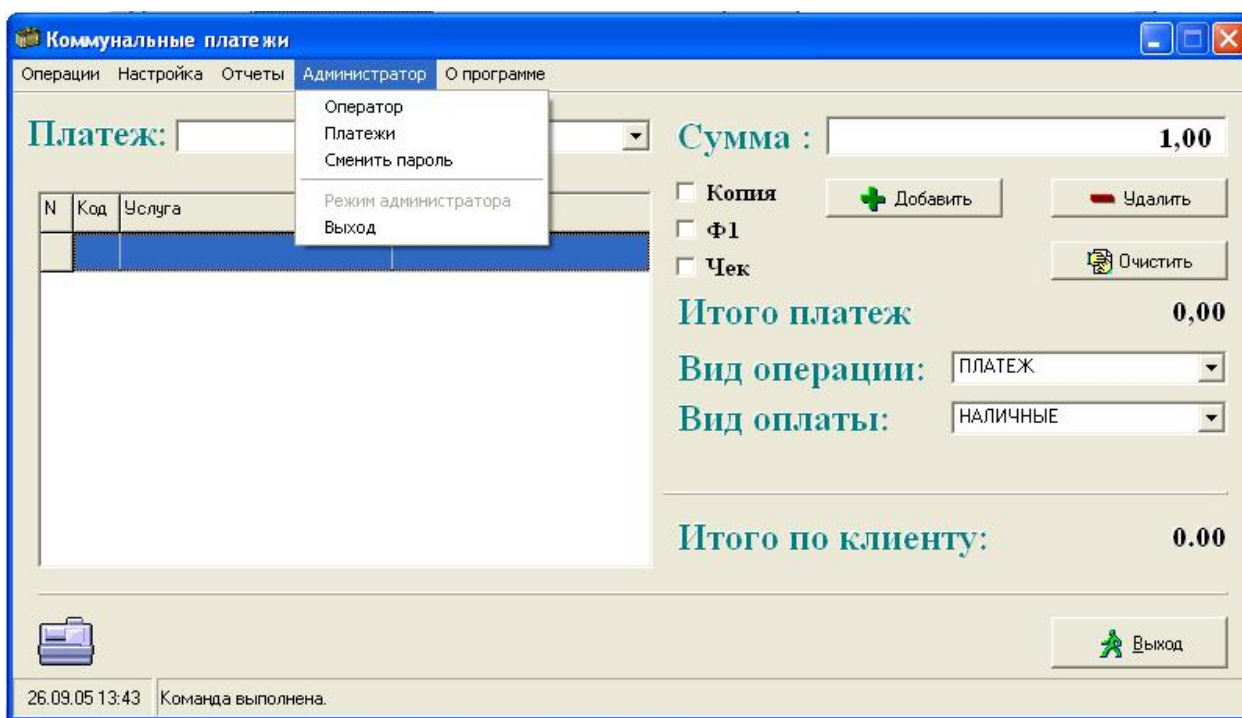 Коммунальные платежи
Операции Настройка Отчеты Администратор О программе
Оператор
Платежи
Сменить пароль
Режим администратора
Выход
Платеж:
N Код Услуга
Сумма : 1,00
Копия
Ф1
Чек
Добавить
Удалить
Очистить
Итого платеж 0,00
Вид операции: ПЛАТЕЖ
Вид оплаты: НАЛИЧНЫЕ
Итого по клиенту: 0.00
Выход
26.09.05 13:43 Команда выполнена.